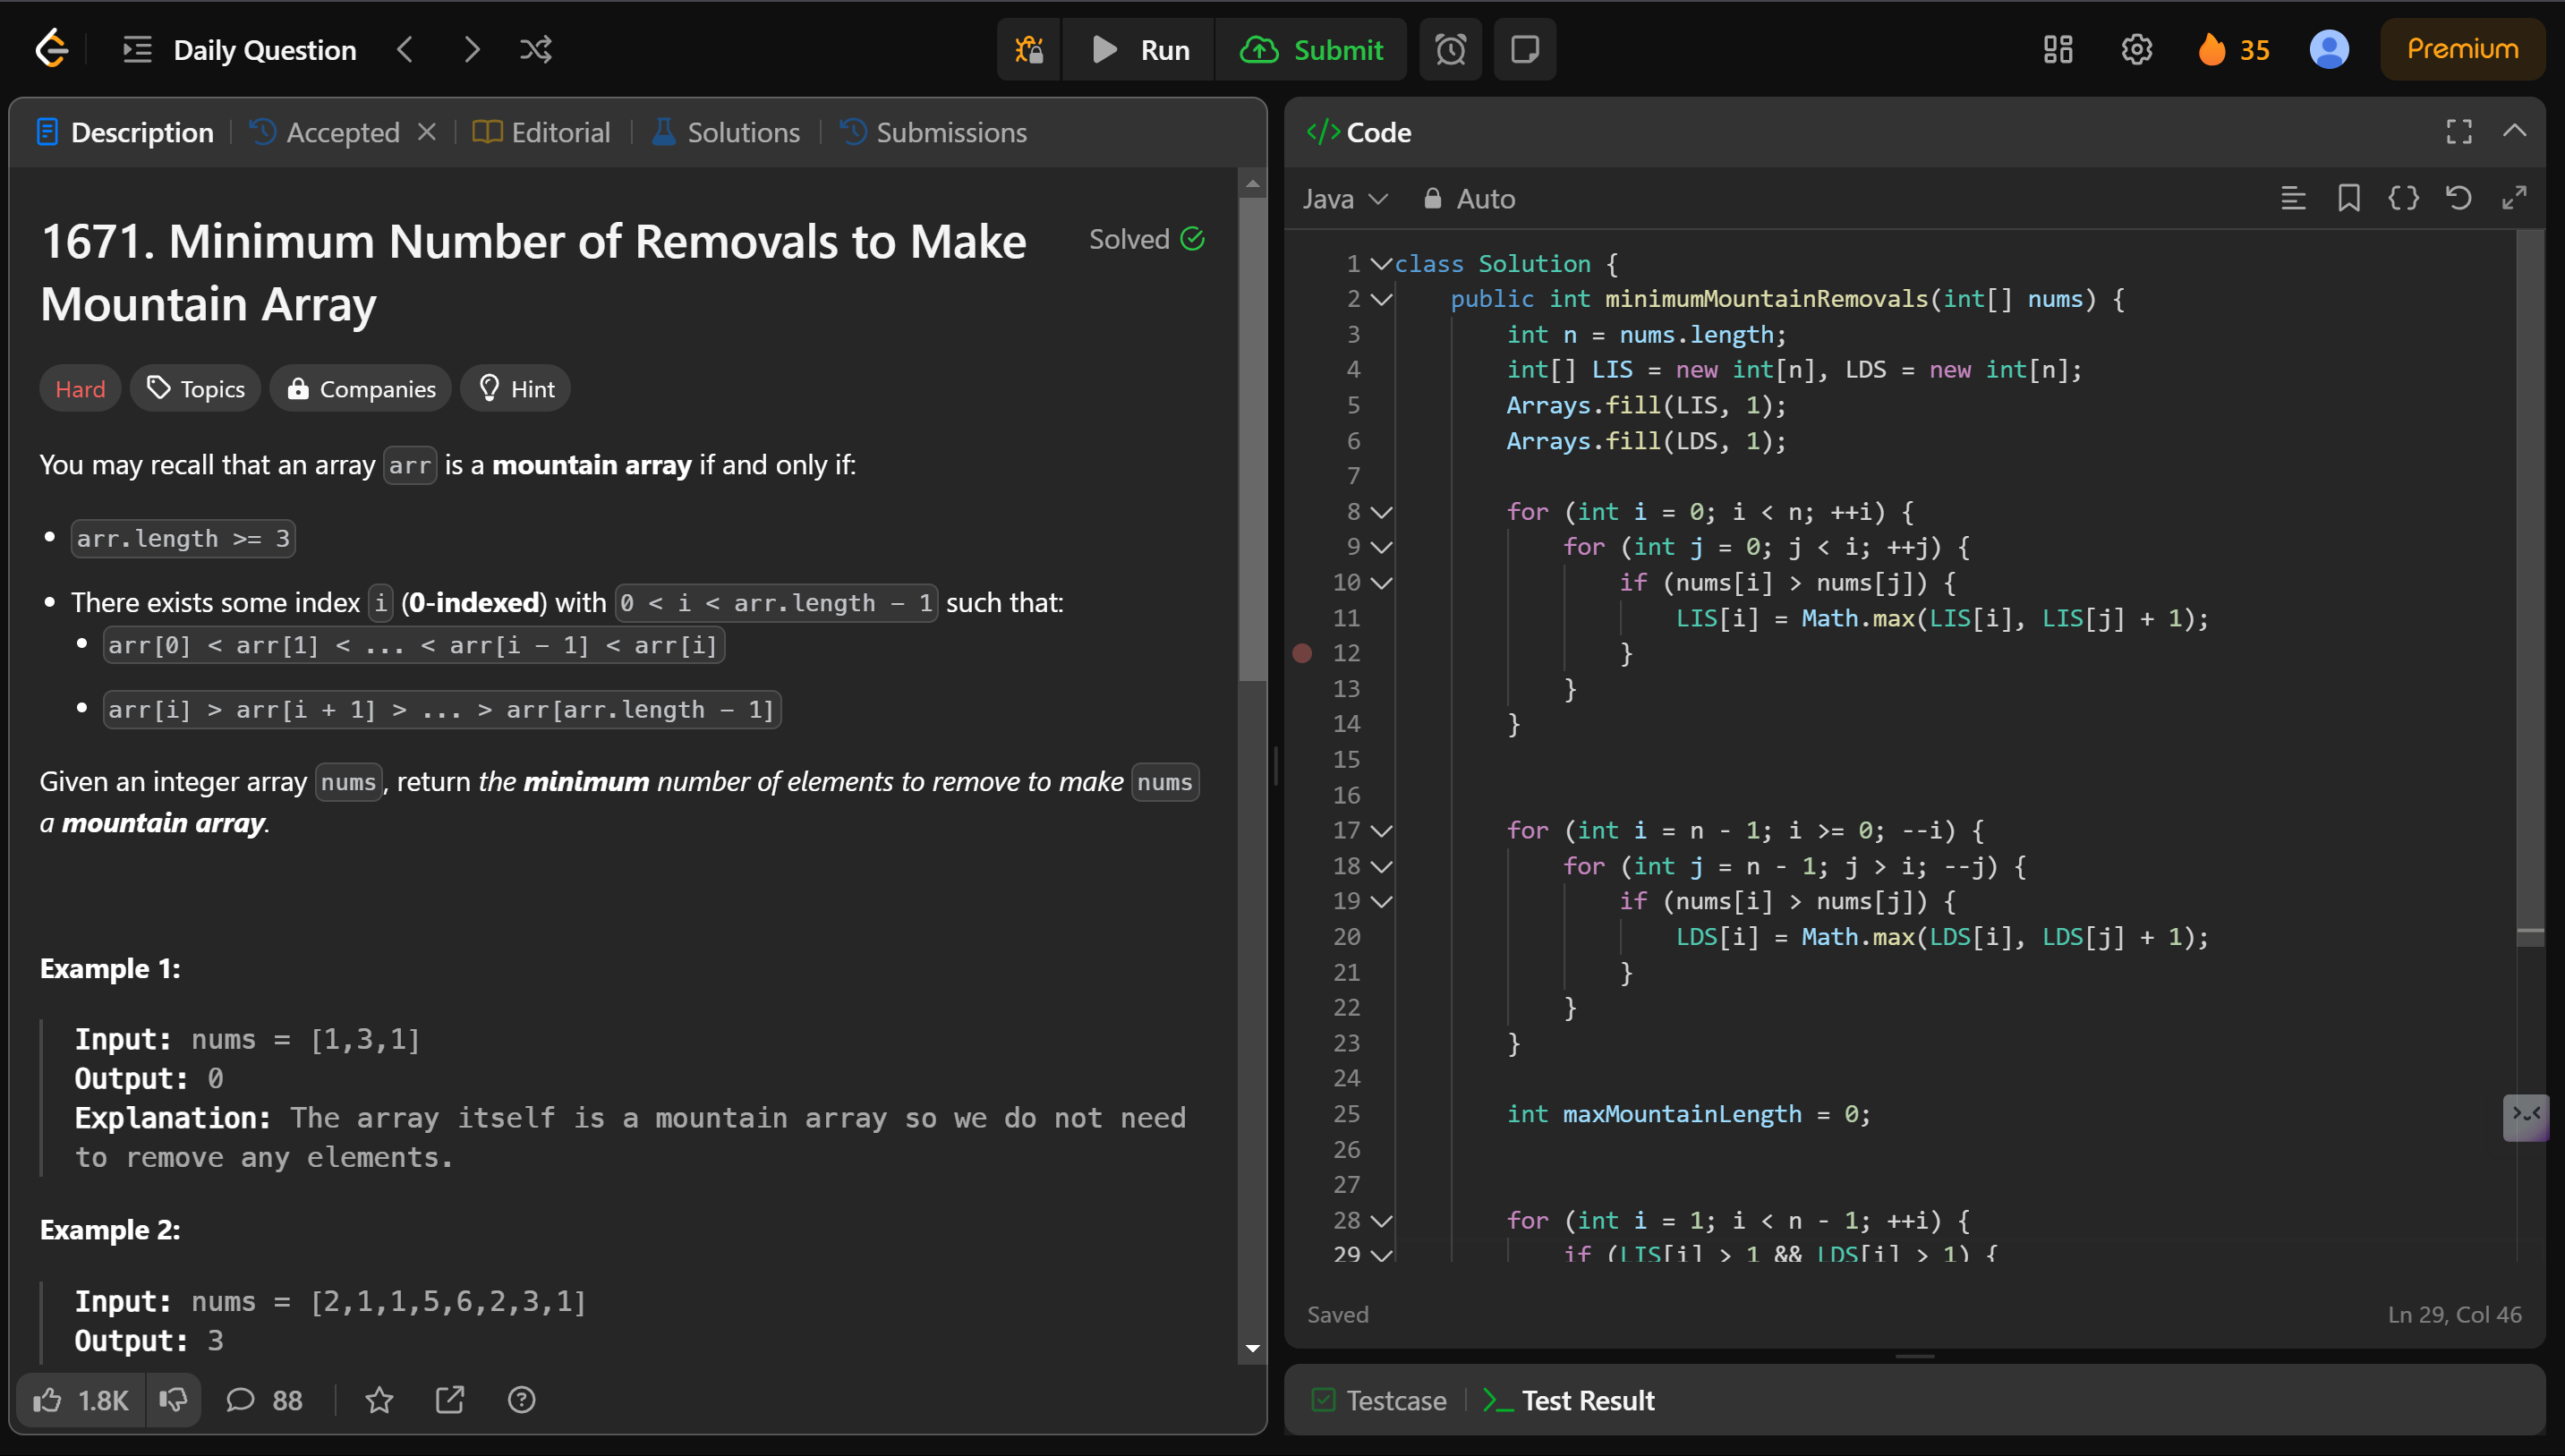 Daily Question
Run
Submit
35
Premium
Description
Accepted
Editorial
Solutions
Submissions
1671. Minimum Number of Removals to Make
Mountain Array
Solved
Hard
Topics
Companies
Hint
You may recall that an array arr is a mountain array if and only if:
• arr.length >= 3
• There exists some index i (0-indexed) with 0 < i < arr.length - 1 such that:
• arr[0] < arr[1] < ... < arr[i - 1] < arr[i]
• arr[i] > arr[i + 1] > ... > arr[arr.length - 1]
Given an integer array nums, return the minimum number of elements to remove to make nums
a mountain array.
Example 1:
Input: nums = [1,3,1]
Output: 0
Explanation: The array itself is a mountain array so we do not need
to remove any elements.
Example 2:
Input: nums = [2,1,1,5,6,2,3,1]
Output: 3
1.8K
88
</> Code
Java
Auto
1 class Solution {
2 public int minimumMountainRemovals(int[] nums) {
3 int n = nums.length;
4 int[] LIS = new int[n], LDS = new int[n];
5 Arrays.fill(LIS, 1);
6 Arrays.fill(LDS, 1);
7
8 for (int i = 0; i < n; ++i) {
9 for (int j = 0; j < i; ++j) {
10 if (nums[i] > nums[j]) {
11 LIS[i] = Math.max(LIS[i], LIS[j] + 1);
12 }
13 }
14 }
15
16
17 for (int i = n - 1; i >= 0; --i) {
18 for (int j = n - 1; j > i; --j) {
19 if (nums[i] > nums[j]) {
20 LDS[i] = Math.max(LDS[i], LDS[j] + 1);
21 }
22 }
23 }
24
25 int maxMountainLength = 0;
26
27
28 for (int i = 1; i < n - 1; ++i) {
29 if (LIS[i] > 1 && LDS[i] > 1) {
Saved
Ln 29, Col 46
Testcase
Test Result